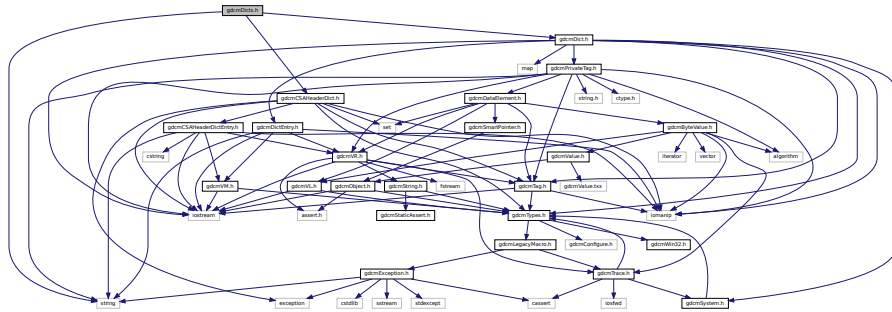 gdcmDicts.h
gdcmDict.h
map
gdcmPrivateTag.h
gdcmCSAHeaderDict.h
gdcmDataElement.h
string.h
ctype.h
gdcmCSAHeaderDictEntry.h
gdcmDictEntry.h
set
gdcmSmartPointer.h
gdcmByteValue.h
cstring
gdcmVR.h
gdcmValue.h
iterator
vector
algorithm
gdcmVM.h
gdcmVL.h
gdcmObject.h
gdcmString.h
fstream
gdcmTag.h
gdcmValue.txx
iostream
assert.h
gdcmStaticAssert.h
gdcmTypes.h
iomanip
gdcmLegacyMacro.h
gdcmConfigure.h
gdcmWin32.h
gdcmException.h
gdcmTrace.h
string
exception
cstdlib
sstream
stdexcept
cassert
iosfwd
gdcmSystem.h